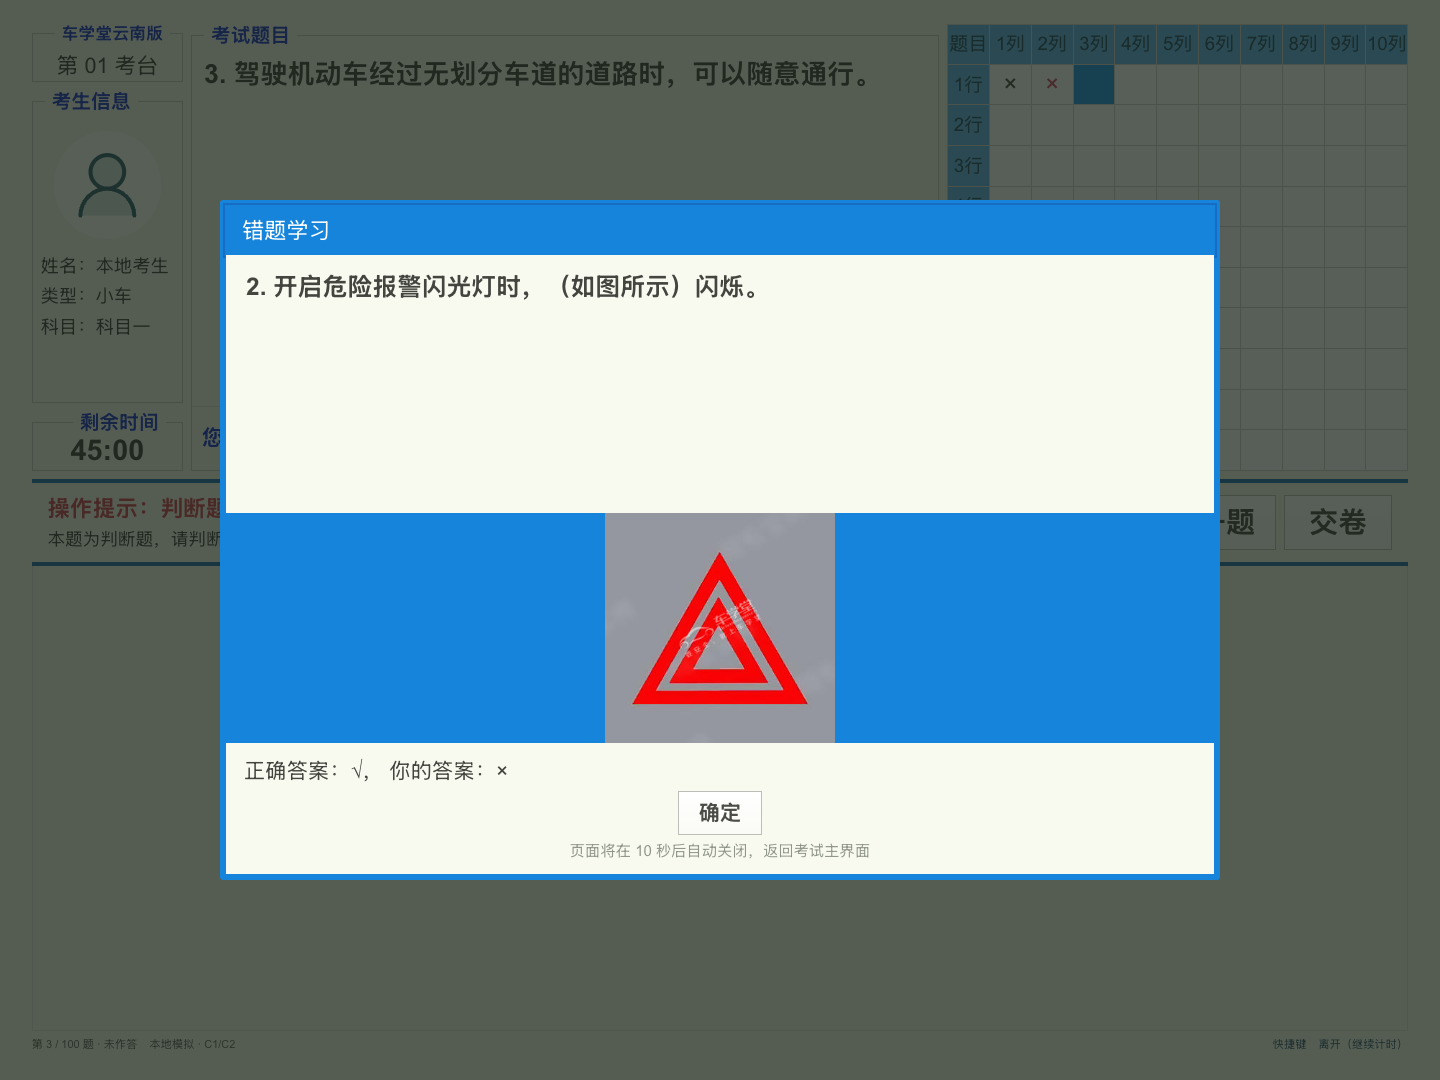 车学堂云南版
第 01 考台
考生信息
姓名：本地考生
类型：小车
科目：科目一
剩余时间
45:00
考试题目
3. 驾驶机动车经过无划分车道的道路时，可以随意通行。
您
题目 1列 2列 3列 4列 5列 6列 7列 8列 9列 10列
1行 × ×
2行
3行
操作提示：判断题
本题为判断题，请判断
题
交卷
错题学习
2. 开启危险报警闪光灯时，（如图所示）闪烁。
车学堂
正确答案：√， 你的答案：×
确定
页面将在 10 秒后自动关闭，返回考试主界面
第 3 / 100 题 · 未作答 本地模拟 · C1/C2
快捷键 离开（继续计时）